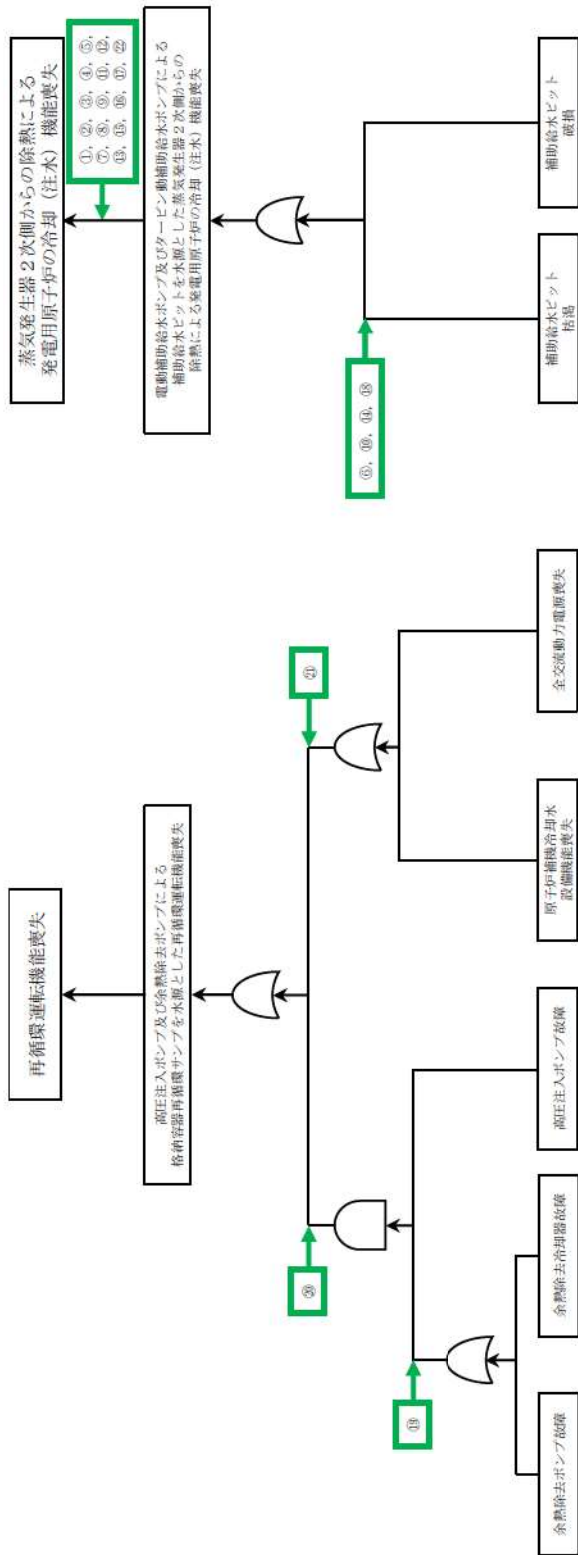 再循環運転機能喪失
高圧注入ポンプ及び余熱除去ポンプによる
格納容器再循環サンプを水源とした再循環運転機能喪失
⑳
㉑
⑲
余熱除去ポンプ故障
余熱除去冷却器故障
高圧注入ポンプ故障
原子炉補機冷却水
設備機能喪失
全交流動力電源喪失
蒸気発生器2次側からの除熱による
発電用原子炉の冷却(注水)機能喪失
①,②,③,④,⑤,
⑦,⑧,⑨,⑪,⑫,
⑬,⑮,⑯,⑰,㉒
電動補助給水ポンプ及びタービン動補助給水ポンプによる
補助給水ピットを水源とした蒸気発生器2次側からの
除熱による発電用原子炉の冷却(注水)機能喪失
⑥,⑩,⑭,⑱
補助給水ピット
枯渇
補助給水ピット
破損